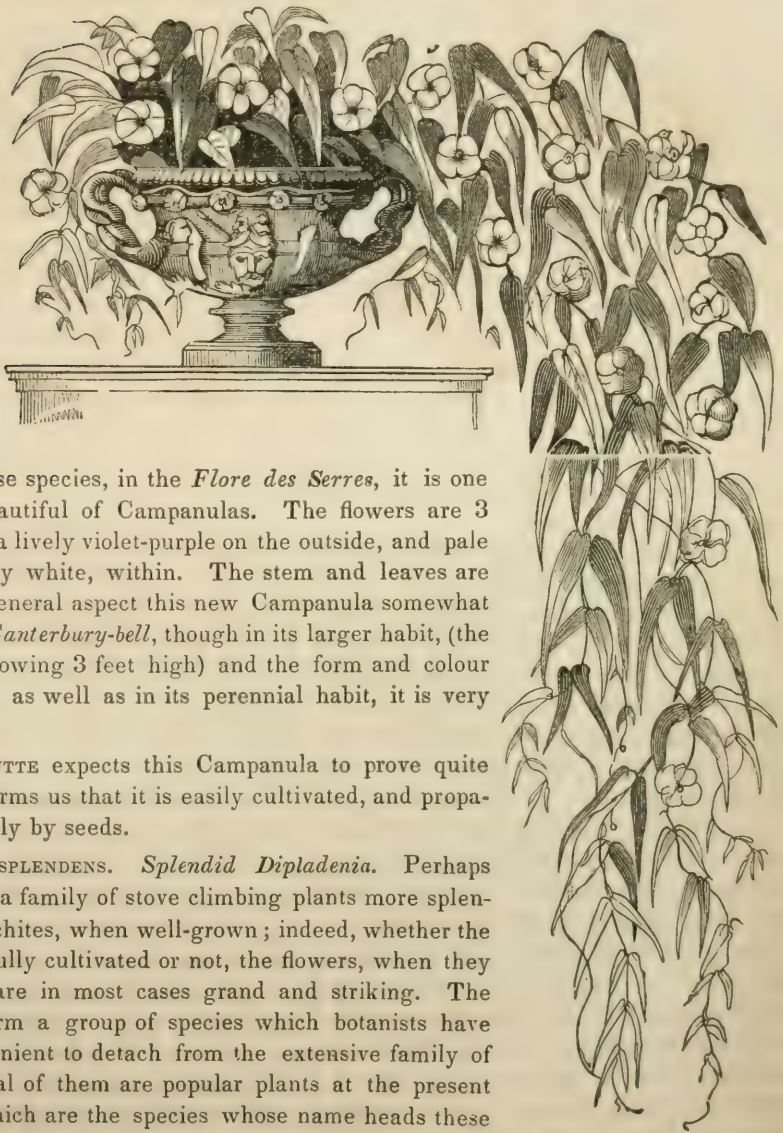 se species, in the Flore des Serres, it is one
autiful of Campanulas. The flowers are 3
a lively violet-purple on the outside, and pale
y white, within. The stem and leaves are
eneral aspect this new Campanula somewhat
Canterbury-bell, though in its larger habit, (the
owing 3 feet high) and the form and colour
as well as in its perennial habit, it is very
TTE expects this Campanula to prove quite
rms us that it is easily cultivated, and propa-
ly by seeds.
SPLENDENS. Splendid Dipladenia. Perhaps
a family of stove climbing plants more splen-
chites, when well-grown; indeed, whether the
ully cultivated or not, the flowers, when they
are in most cases grand and striking. The
rm a group of species which botanists have
nient to detach from the extensive family of
al of them are popular plants at the present
hich are the species whose name heads these